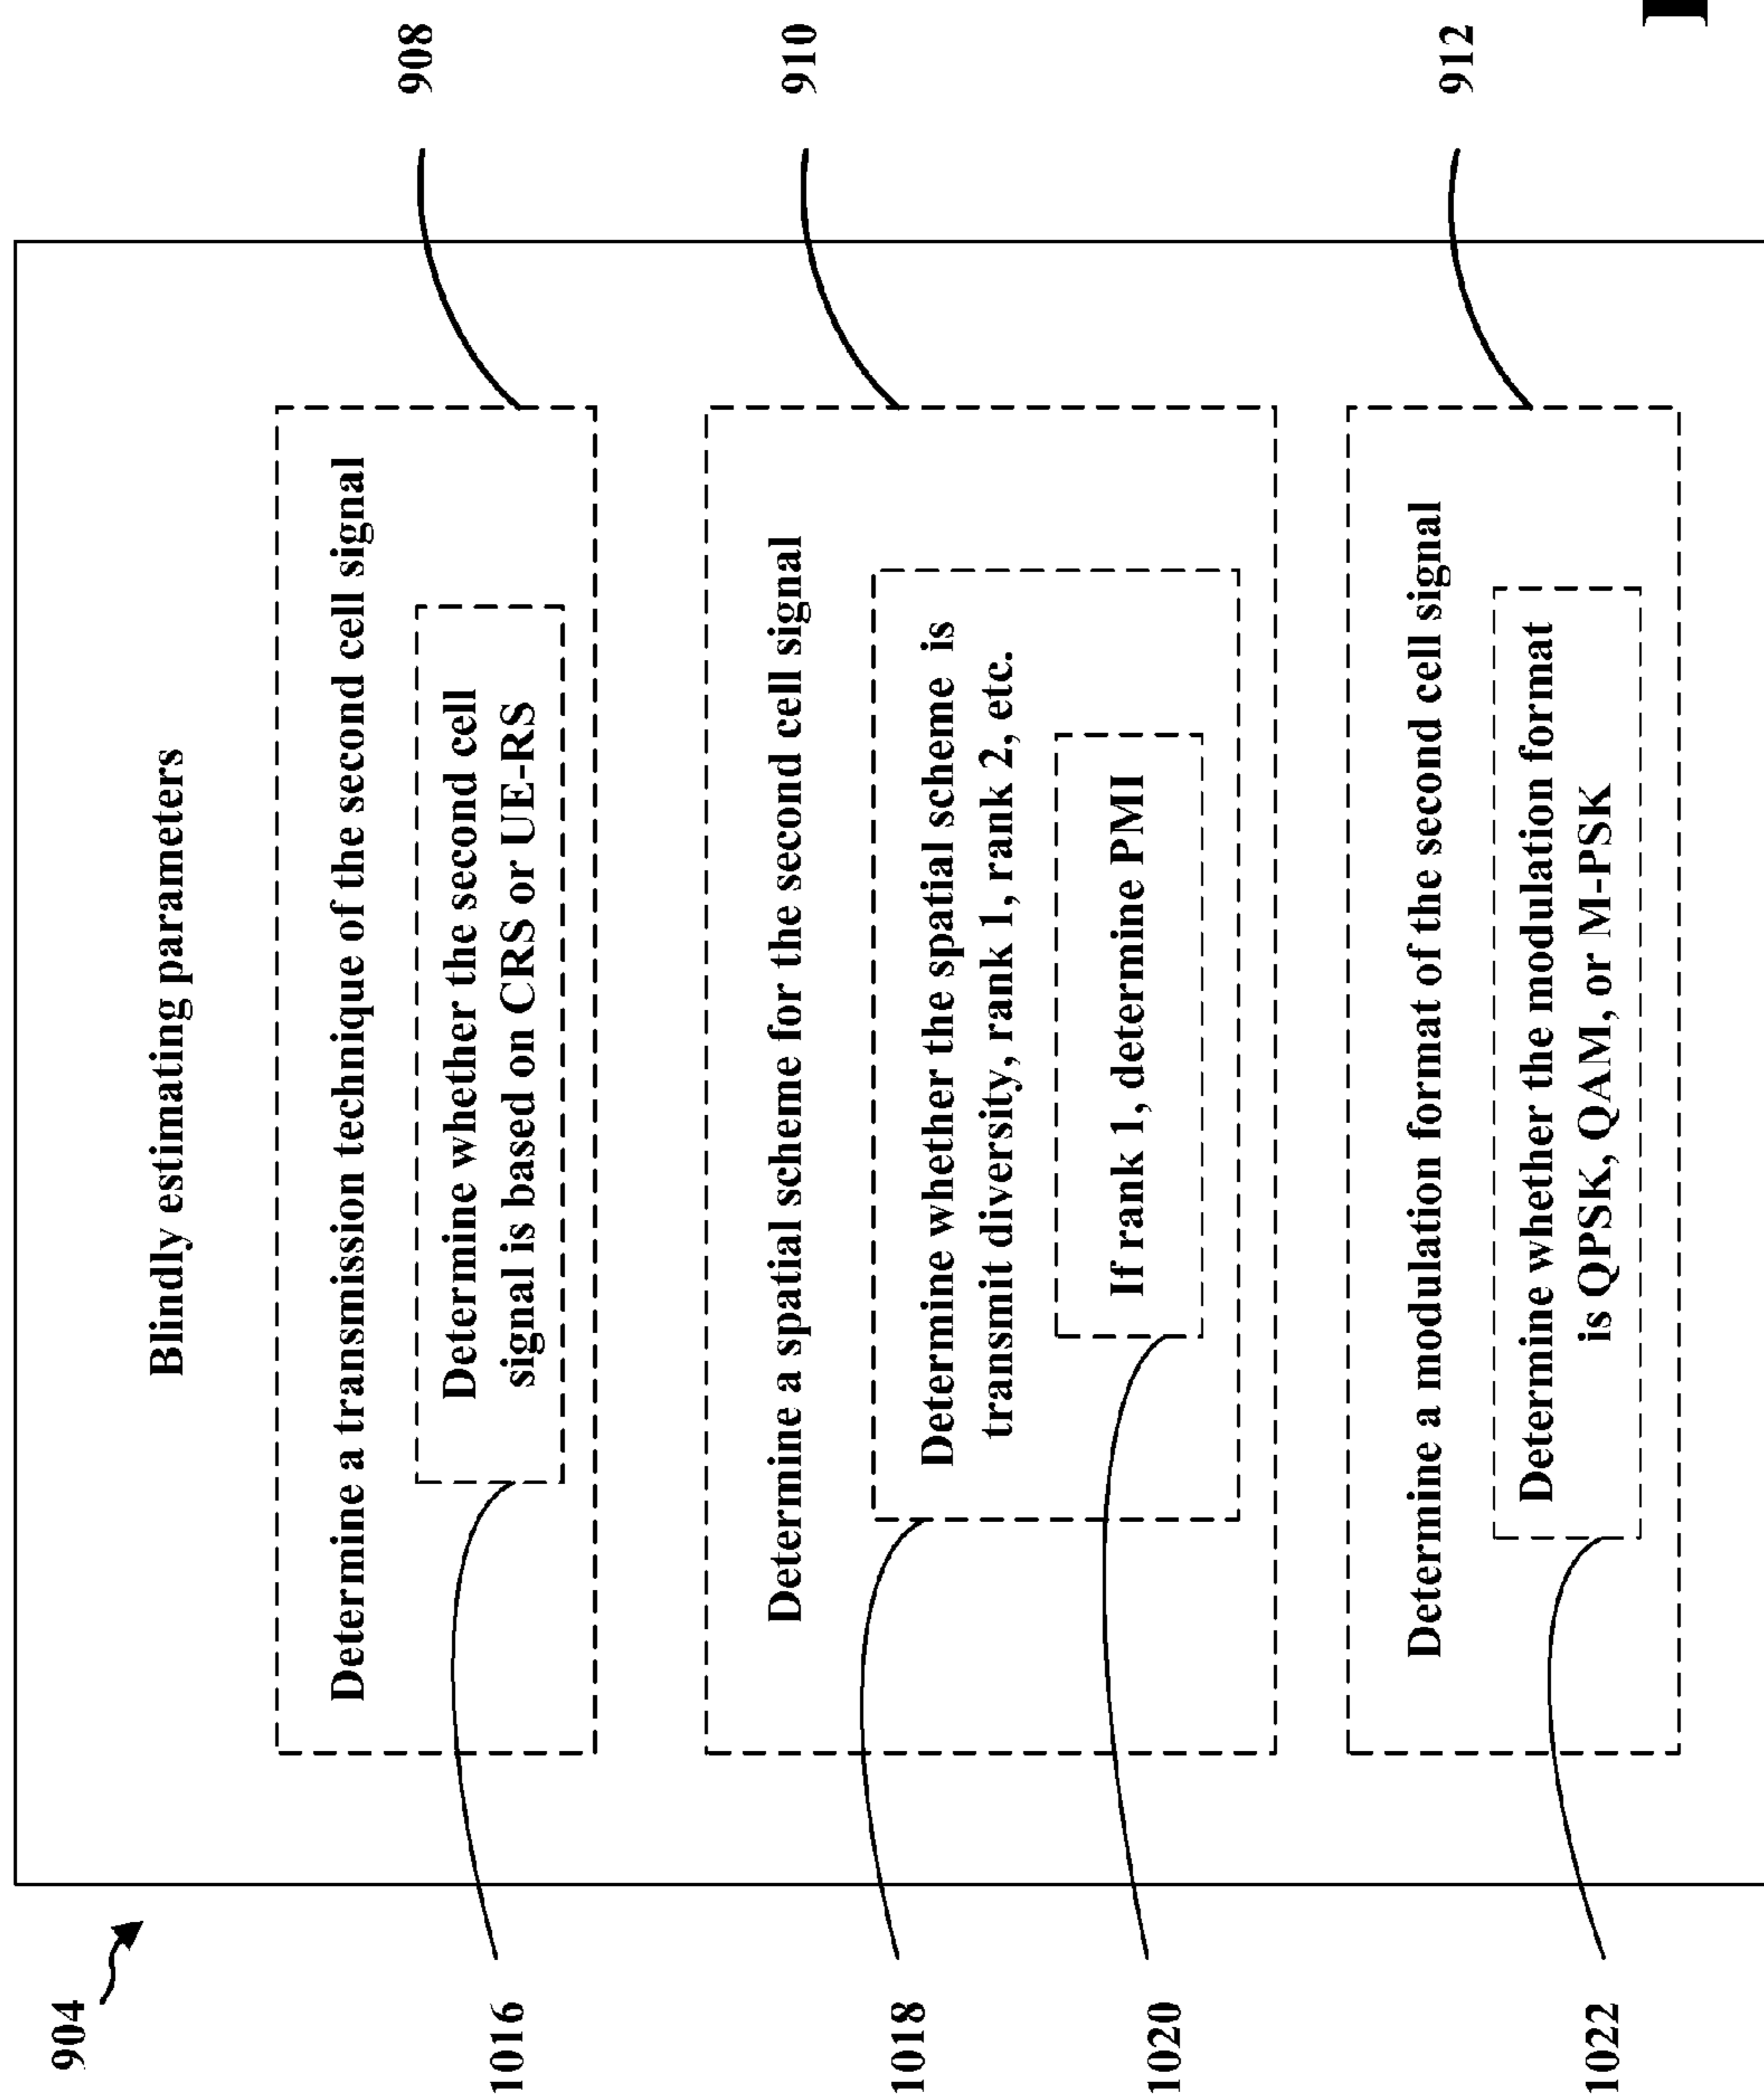 904
Blindly estimating parameters
908
Determine a transmission technique of the second cell signal
1016
Determine whether the second cell
signal is based on CRS or UE-RS
910
Determine a spatial scheme for the second cell signal
1018
Determine whether the spatial scheme is
transmit diversity, rank 1, rank 2, etc.
1020
If rank 1, determine PMI
912
Determine a modulation format of the second cell signal
1022
Determine whether the modulation format
is QPSK, QAM, or M-PSK